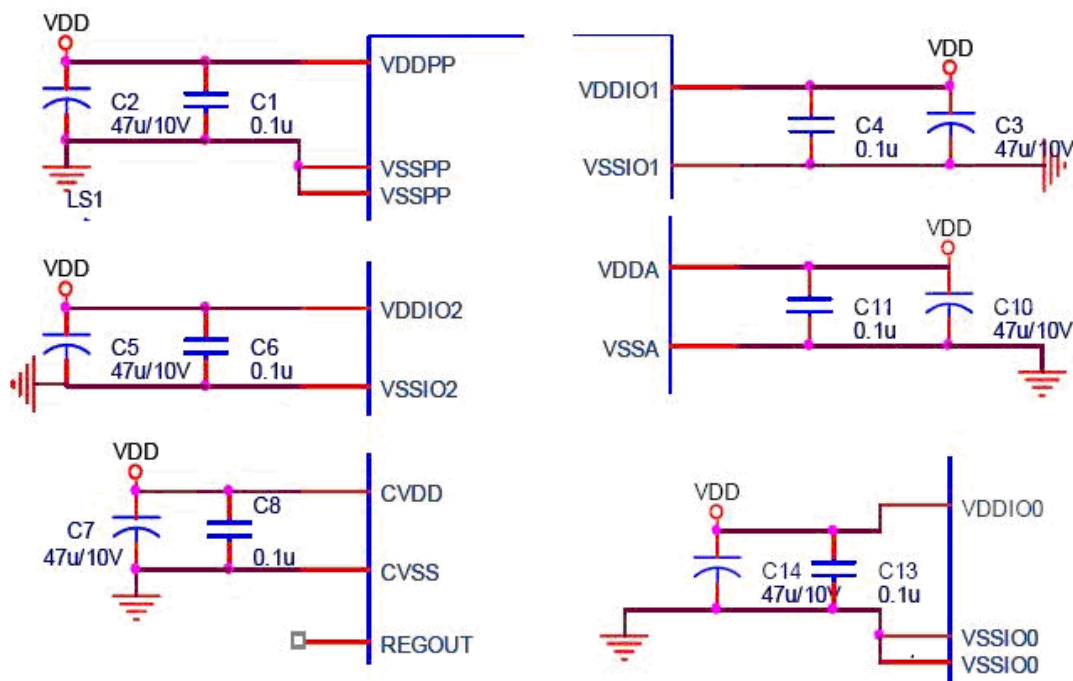 VDD
VDDPP
C2
C1
47u/10V
0.1u
VSSPP
VSSPP
LS1
VDD
VDDIO1
C4
C3
0.1u
47u/10V
VSSIO1
VDD
VDDIO2
C5
C6
47u/10V
0.1u
VSSIO2
VDD
VDDA
C11
C10
0.1u
47u/10V
VSSA
VDD
CVDD
C8
C7
47u/10V
0.1u
CVSS
REGOUT
VDD
VDDIO0
C14
C13
47u/10V
0.1u
VSSIO0
VSSIO0